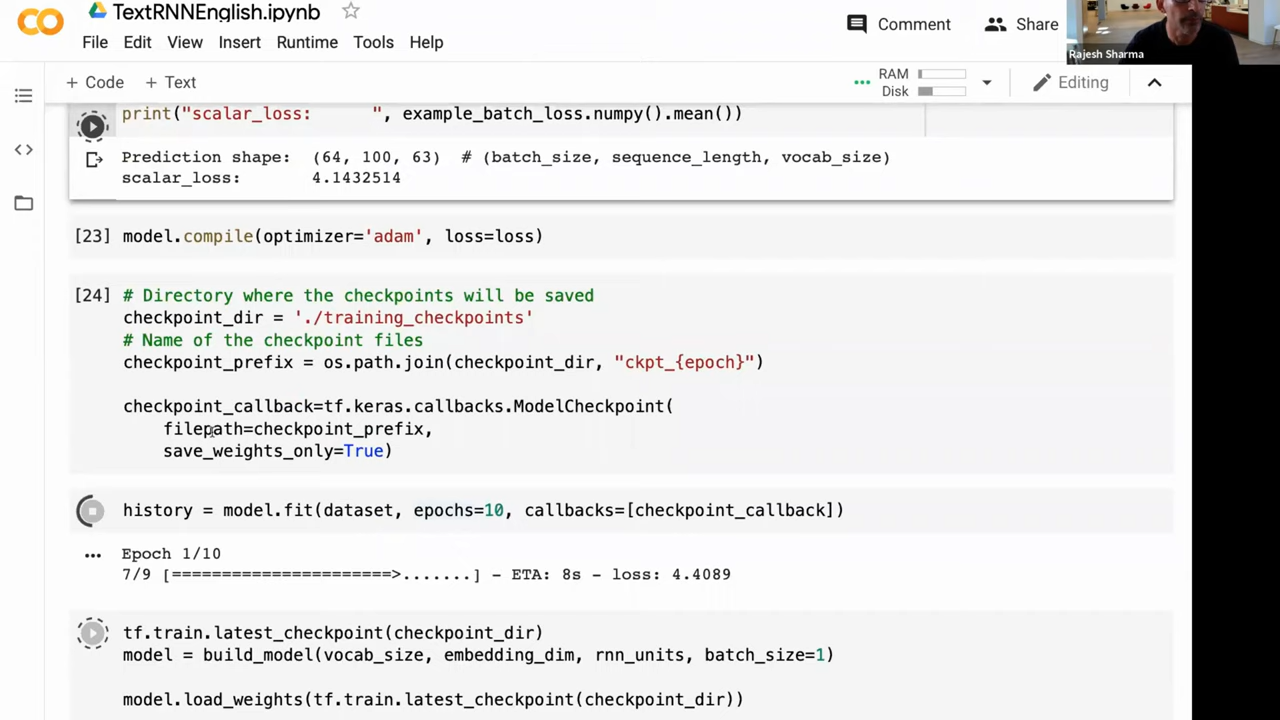 TextRNNEnglish.ipynb
File Edit View Insert Runtime Tools Help
Comment Share
Rajesh Sharma
+ Code + Text
RAM
Disk
Editing
print("scalar_loss:      ", example_batch_loss.numpy().mean())
Prediction shape:  (64, 100, 63)  # (batch_size, sequence_length, vocab_size)
scalar_loss:      4.1432514
[23] model.compile(optimizer='adam', loss=loss)
[24] # Directory where the checkpoints will be saved
checkpoint_dir = './training_checkpoints'
# Name of the checkpoint files
checkpoint_prefix = os.path.join(checkpoint_dir, "ckpt_{epoch}")
checkpoint_callback=tf.keras.callbacks.ModelCheckpoint(
    filepath=checkpoint_prefix,
    save_weights_only=True)
history = model.fit(dataset, epochs=10, callbacks=[checkpoint_callback])
Epoch 1/10
7/9 [======================>.......] - ETA: 8s - loss: 4.4089
tf.train.latest_checkpoint(checkpoint_dir)
model = build_model(vocab_size, embedding_dim, rnn_units, batch_size=1)
model.load_weights(tf.train.latest_checkpoint(checkpoint_dir))